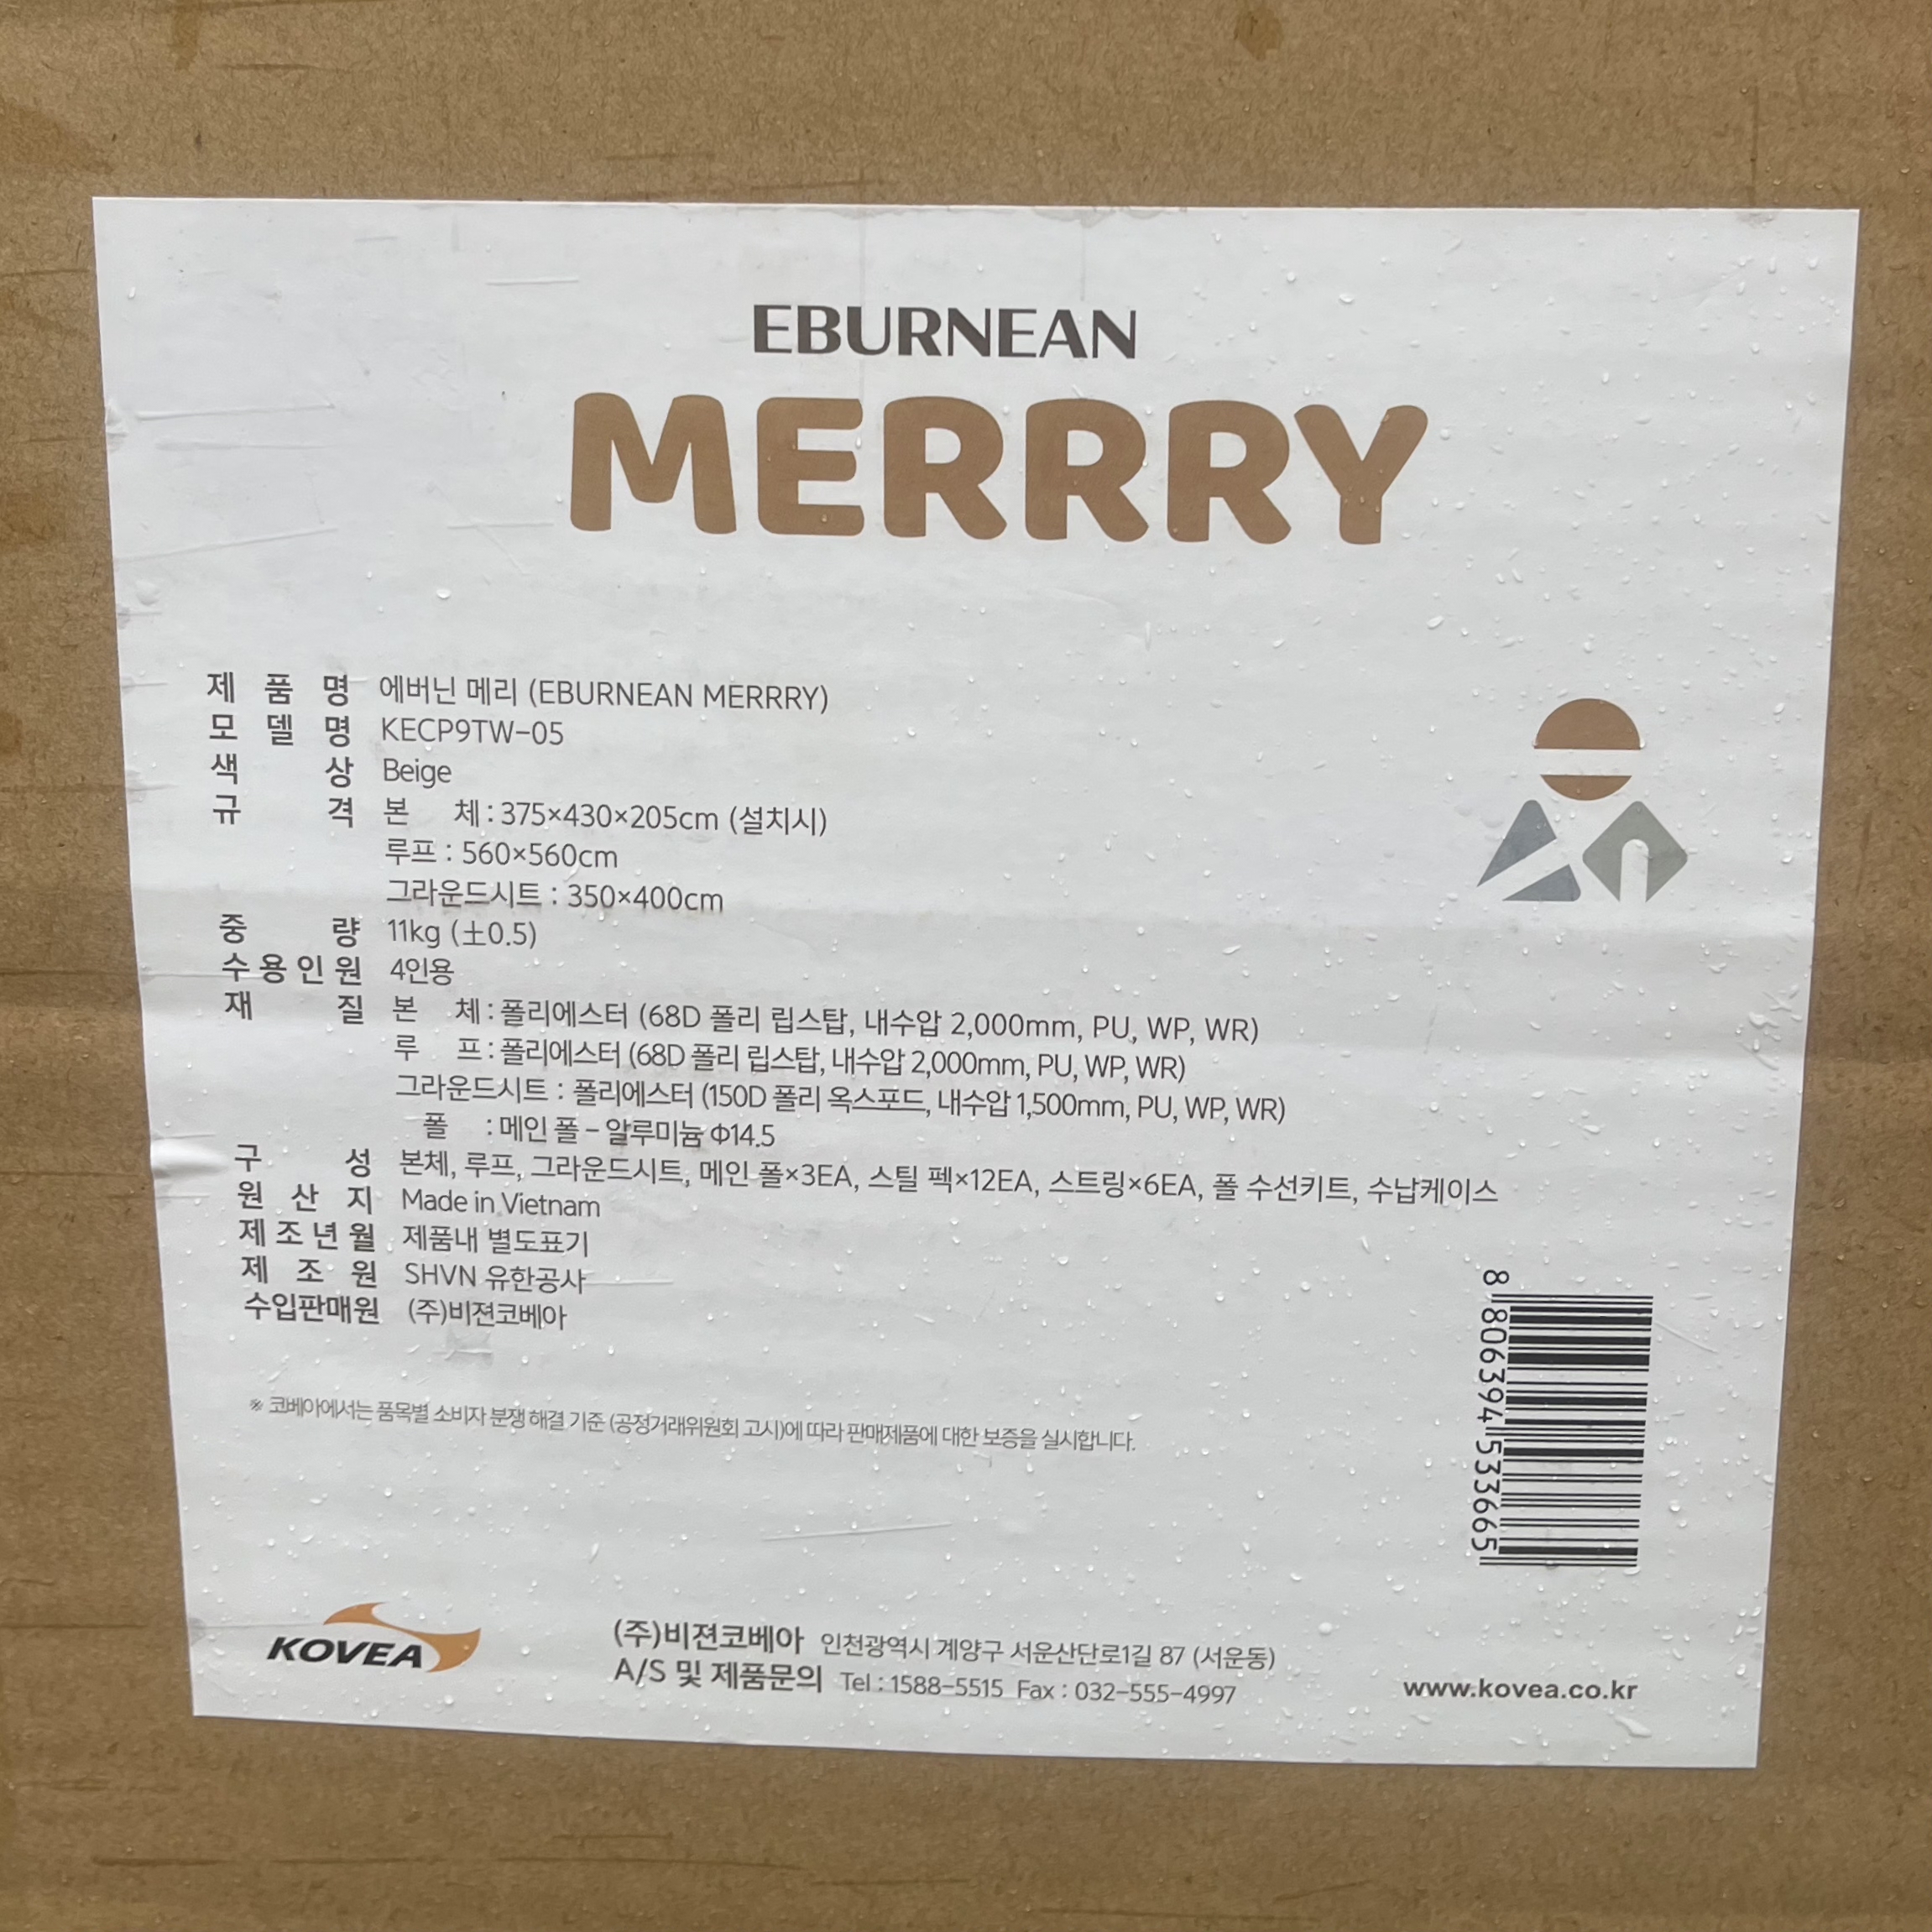 EBURNEAN
MERRRY
제품명 에버닌 메리 (EBURNEAN MERRRY)
모델명 KECP9TW-05
색상 Beige
규격 본체 : 375×430×205cm (설치시)
루프 : 560×560cm
그라운드시트 : 350×400cm
중량 11kg (±0.5)
수용인원 4인용
재질 본체 : 폴리에스터 (68D 폴리 립스탑, 내수압 2,000mm, PU, WP, WR)
루프 : 폴리에스터 (68D 폴리 립스탑, 내수압 2,000mm, PU, WP, WR)
그라운드시트 : 폴리에스터 (150D 폴리 옥스포드, 내수압 1,500mm, PU, WP, WR)
폴 : 메인 폴 - 알루미늄 Φ14.5
구성 본체, 루프, 그라운드시트, 메인 폴×3EA, 스틸 펙×12EA, 스트링×6EA, 폴 수선키트, 수납케이스
원산지 Made in Vietnam
제조년월 제품내 별도표기
제조원 SHVN 유한공사
수입판매원 (주)비젼코베아
※ 코베아에서는 품목별 소비자 분쟁 해결 기준 (공정거래위원회 고시)에 따라 판매제품에 대한 보증을 실시합니다.
8 806394 533665
KOVEA
(주)비젼코베아 인천광역시 계양구 서운산단로1길 87 (서운동)
A/S 및 제품문의 Tel : 1588-5515 Fax : 032-555-4997
www.kovea.co.kr